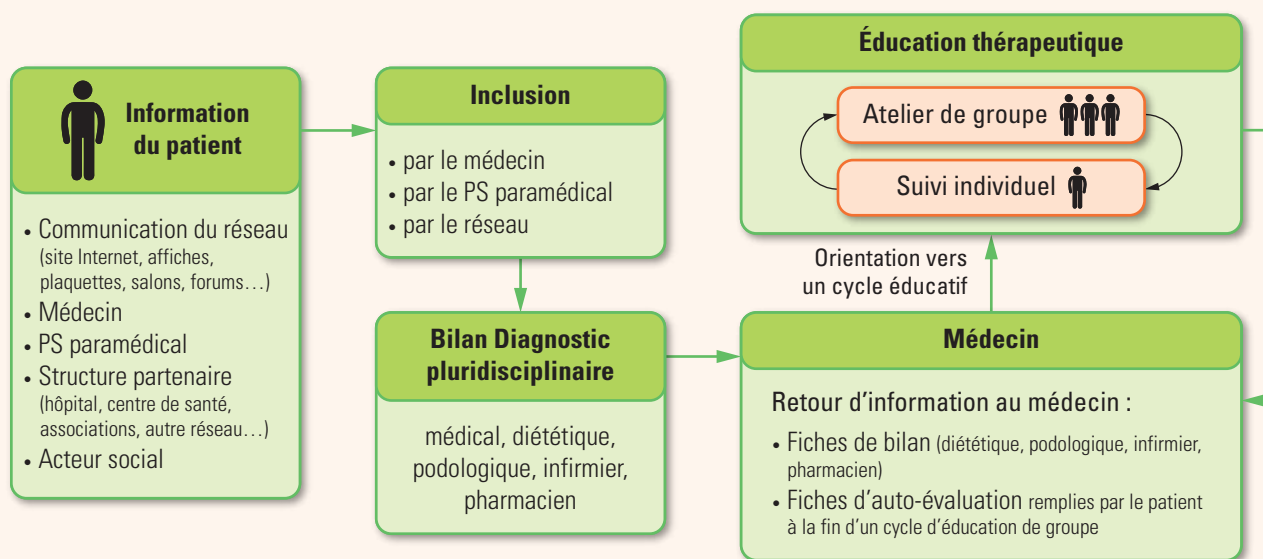 Information
du patient
• Communication du réseau
(site Internet, affiches,
plaquettes, salons, forums…)
• Médecin
• PS paramédical
• Structure partenaire
(hôpital, centre de santé,
associations, autre réseau…)
• Acteur social
Inclusion
• par le médecin
• par le PS paramédical
• par le réseau
Bilan Diagnostic
pluridisciplinaire
médical, diététique,
podologique, infirmier,
pharmacien
Éducation thérapeutique
Atelier de groupe
Suivi individuel
Orientation vers
un cycle éducatif
Médecin
Retour d’information au médecin :
• Fiches de bilan (diététique, podologique, infirmier,
pharmacien)
• Fiches d’auto-évaluation remplies par le patient
à la fin d’un cycle d’éducation de groupe